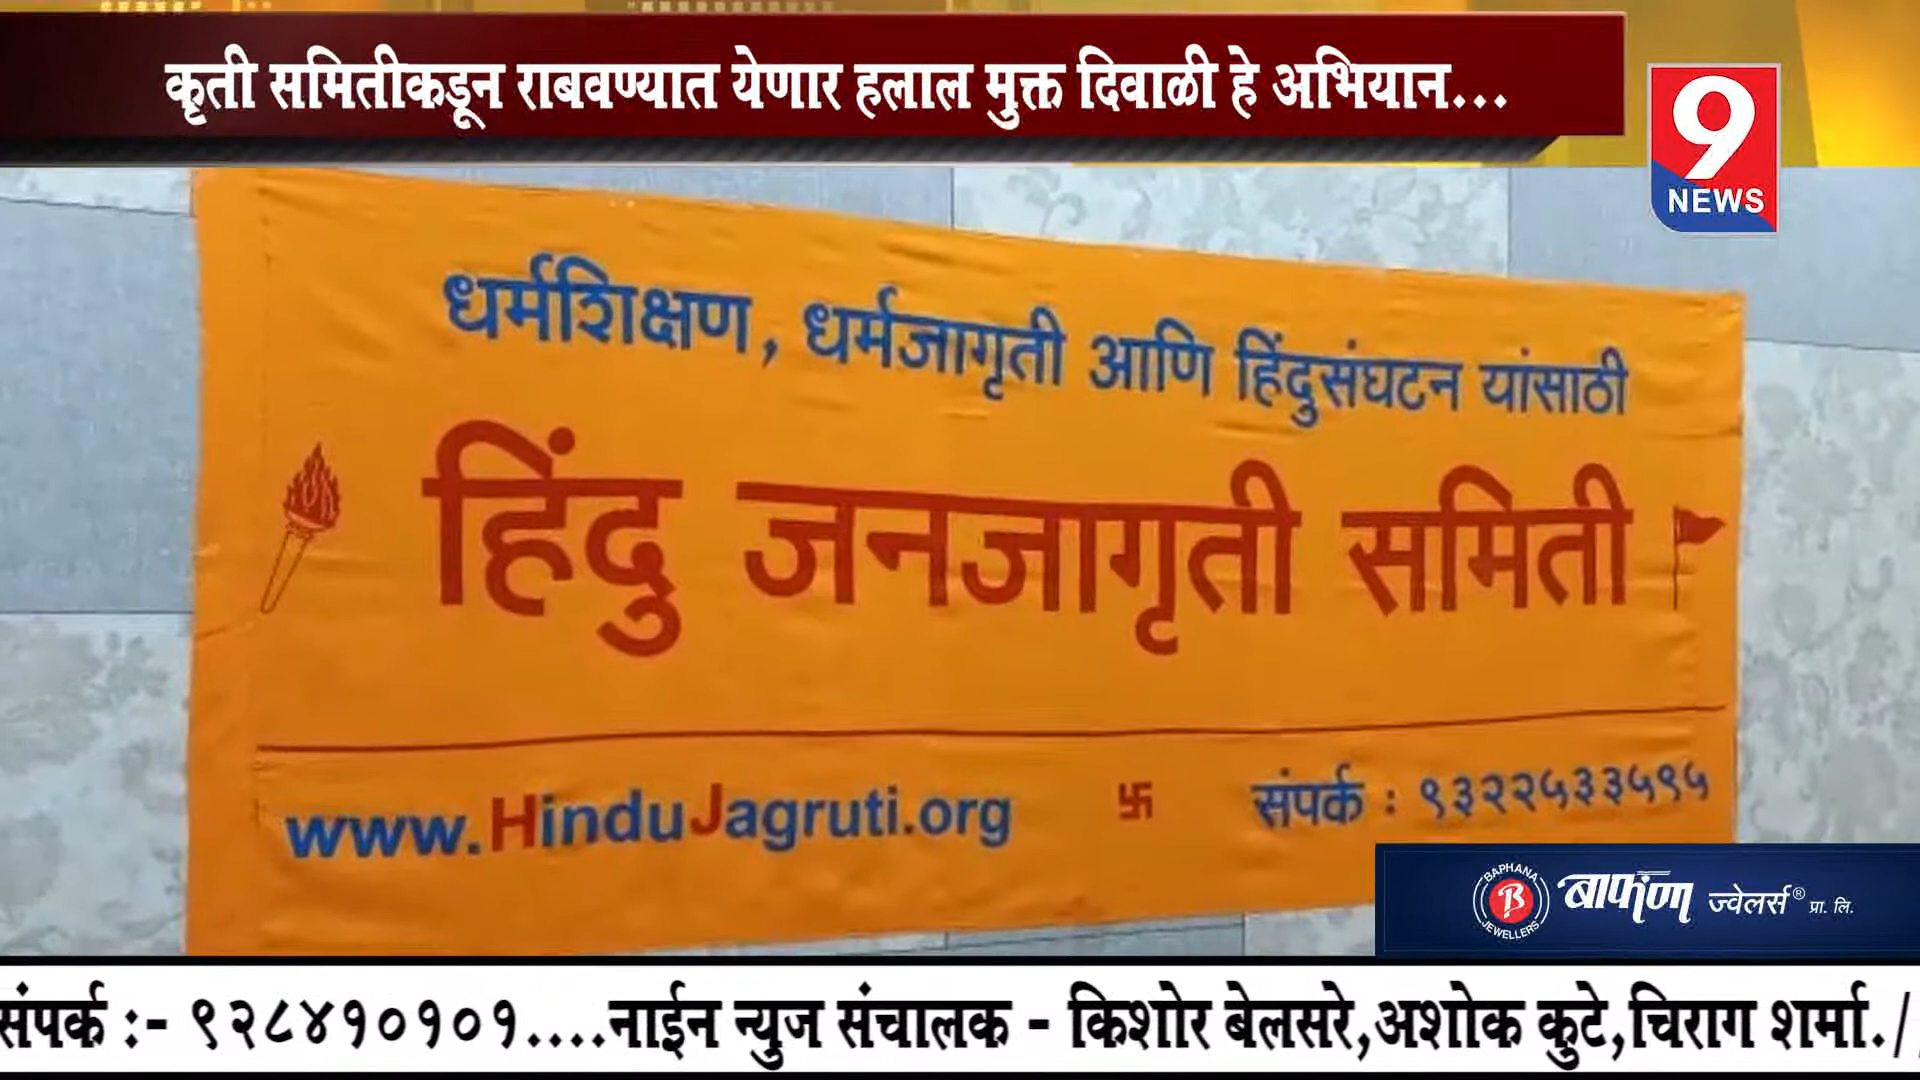 कृती समितीकडून राबवण्यात येणार हलाल मुक्त दिवाळी हे अभियान...
9
NEWS
धर्मशिक्षण, धर्मजागृती आणि हिंदुसंघटन यांसाठी
हिंदु जनजागृती समिती
www.HinduJagruti.org
संपर्क : ९३२२५३३५९५
BAPHANA
B
JEWELLERS
बाफणा ज्वेलर्स® प्रा. लि.
संपर्क :- ९२८४१०१०१....नाईन न्युज संचालक - किशोर बेलसरे,अशोक कुटे,चिराग शर्मा./